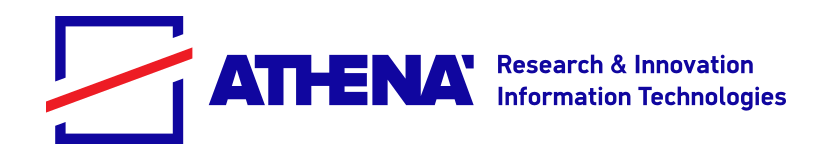 ATHENA
Research & Innovation
Information Technologies